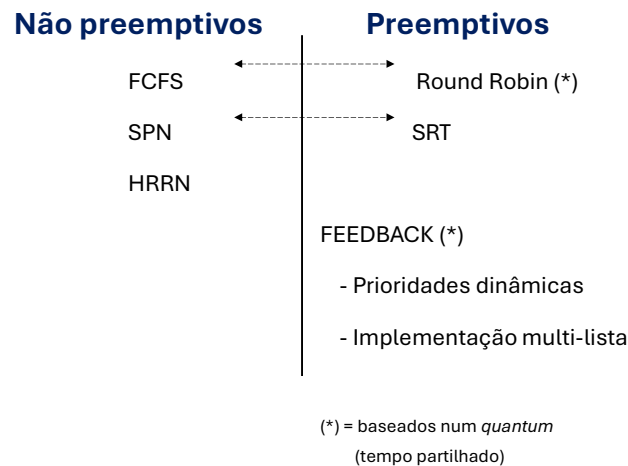 Não preemptivos
Preemptivos
FCFS
Round Robin (*)
SPN
SRT
HRRN
FEEDBACK (*)
- Prioridades dinâmicas
- Implementação multi-lista
(*) = baseados num quantum
(tempo partilhado)